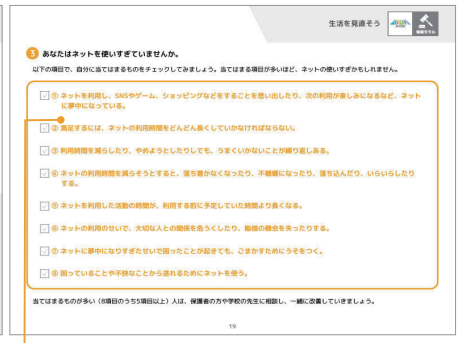 生活を見直そう
3 あなたはネットを使いすぎていませんか。
以下の項目で、自分に当てはまるものをチェックしてみましょう。当てはまる項目が多いほど、ネットの使いすぎかもしれません。
① ネットを利用し、SNSやゲーム、ショッピングなどをすることを思い出したり、次の利用が楽しみになるなど、ネット
に夢中になっている。
② 満足するには、ネットの利用時間をどんどん長くしていかなければならない。
③ 利用時間を減らしたり、やめようとしたりしても、うまくいかないことが繰り返しある。
④ ネットの利用時間を減らそうとすると、落ち着かなくなったり、不機嫌になったり、落ち込んだり、いらいらしたり
する。
⑤ ネットを利用した活動の時間が、利用する前に予定していた時間より長くなる。
⑥ ネットの利用のせいで、大切な人との関係を危うくしたり、勉強の機会を失ったりする。
⑦ ネットに夢中になりすぎたせいで困ったことが起きても、ごまかすためにうそをつく。
⑧ 困っていることや不快なことから逃れるためにネットを使う。
当てはまるものが多い（8項目のうち5項目以上）人は、保護者の方や学校の先生に相談し、一緒に改善していきましょう。
19